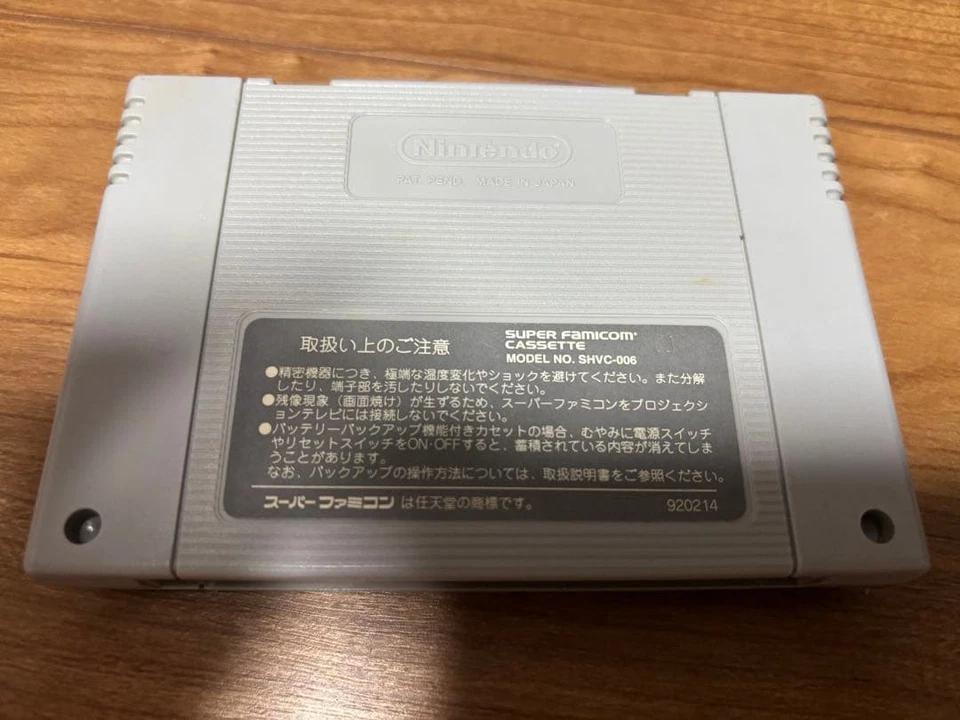 Nintendo
PAT. PEND. MADE IN JAPAN
取扱い上のご注意
SUPER FAMICOM
CASSETTE
MODEL NO. SHVC-006
●精密機器につき、極端な温度変化やショックを避けてください。また分解
したり、端子部を汚したりしないでください。
●残像現象（画面焼け）が生ずるため、スーパーファミコンをプロジェクシ
ョンテレビには接続しないでください。
●バッテリーバックアップ機能付きカセットの場合、むやみに電源スイッチ
やリセットスイッチをON・OFFすると、蓄積されている内容が消えてしま
うことがあります。
なお、バックアップの操作方法については、取扱説明書をご参照ください。
スーパーファミコン は任天堂の商標です。
920214